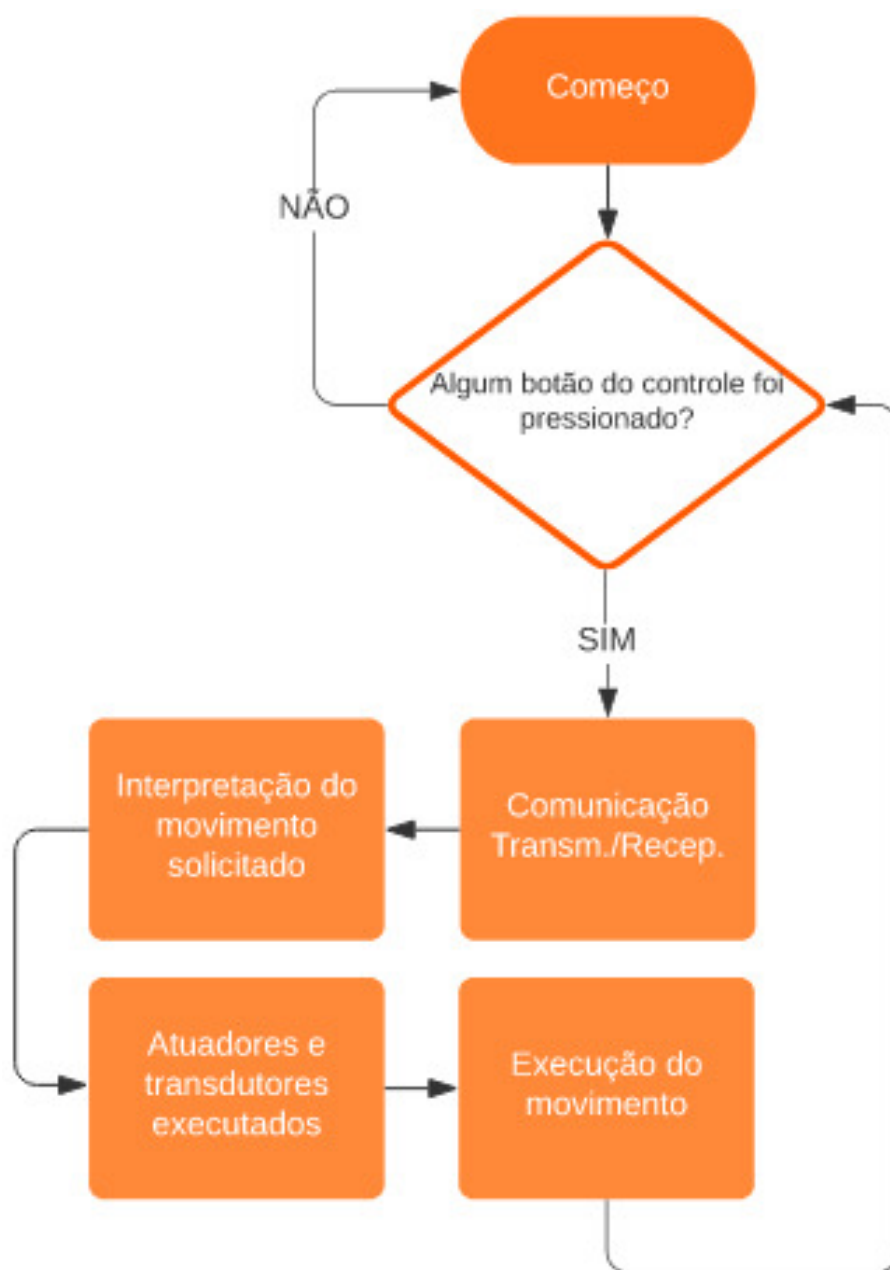 Começo
NÃO
Algum botão do controle foi
pressionado?
SIM
Comunicação
Transm./Recep.
Interpretação do
movimento
solicitado
Atuadores e
transdutores
executados
Execução do
movimento